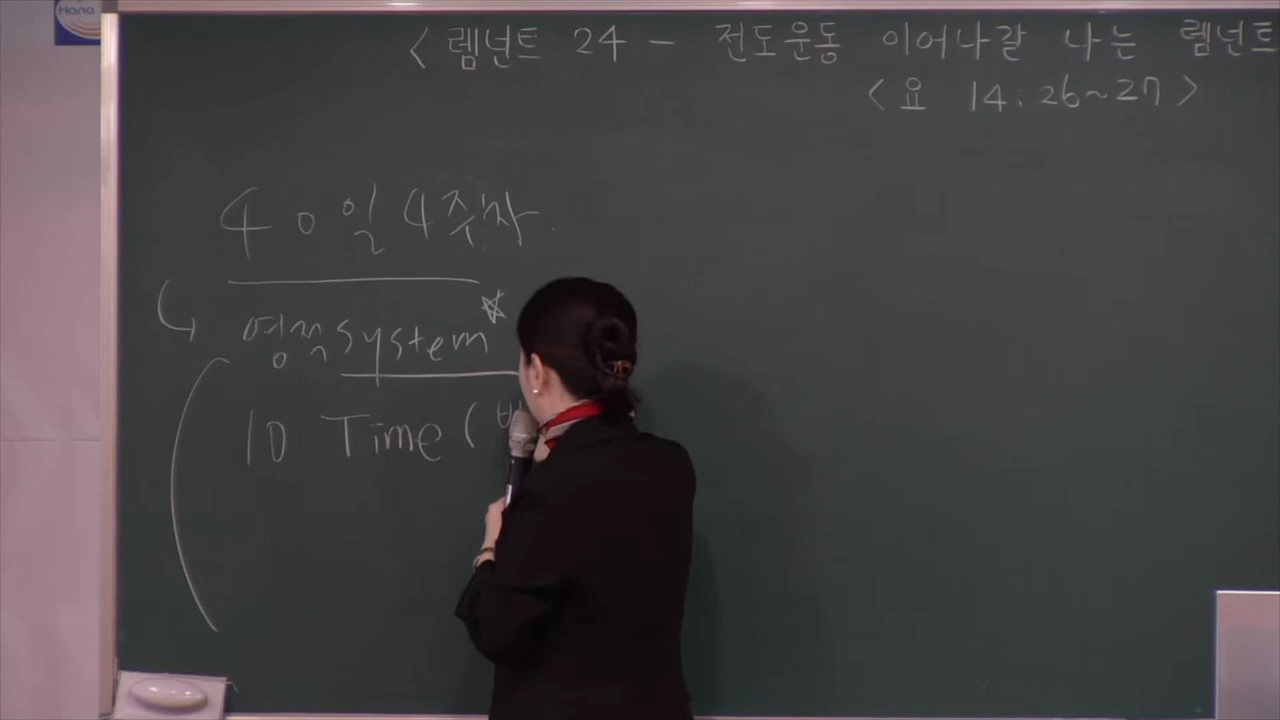 Hana
< 렘넌트 24 - 전도운동 이어나갈 나는 렘넌트
< 요 14:26~27 >
40일 4주차
영적 system
10 Time (